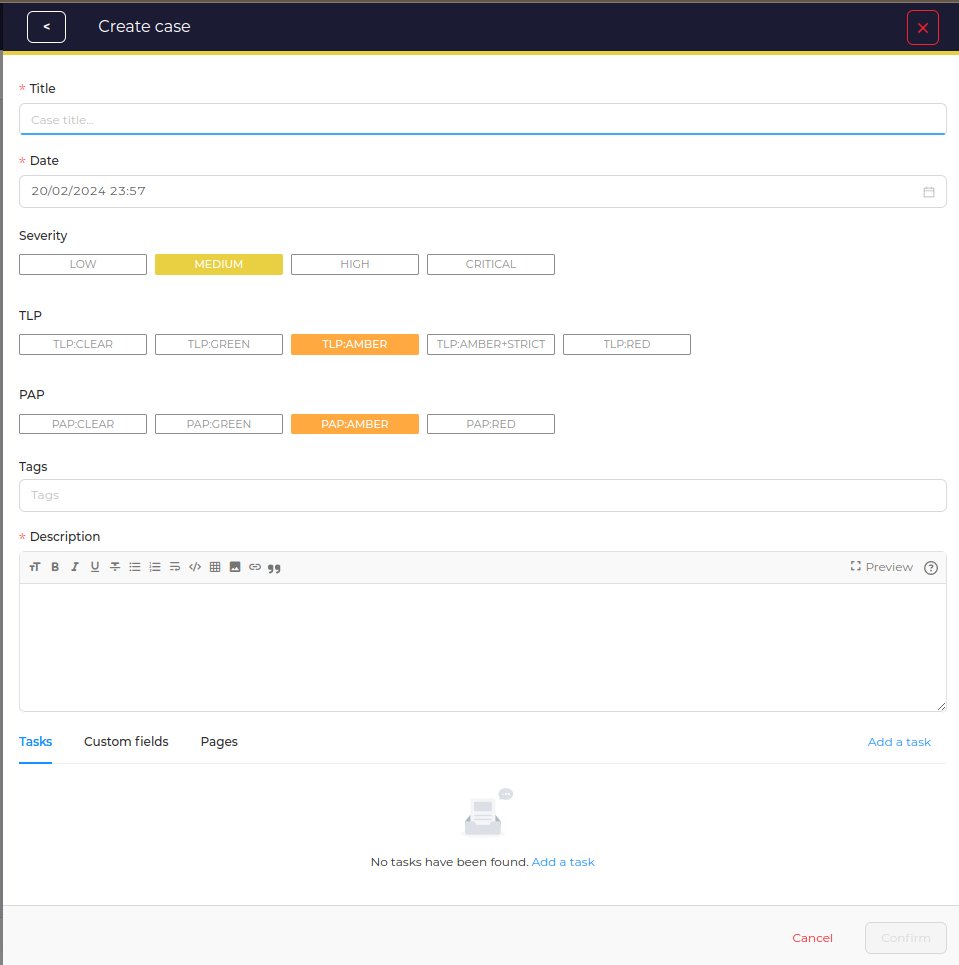 < Create case
* Title
Case title...
* Date
20/02/2024 23:57
Severity
LOW MEDIUM HIGH CRITICAL
TLP
TLP:CLEAR TLP:GREEN TLP:AMBER TLP:AMBER+STRICT TLP:RED
PAP
PAP:CLEAR PAP:GREEN PAP:AMBER PAP:RED
Tags
Tags
* Description
Preview
Tasks Custom fields Pages Add a task
No tasks have been found. Add a task
Cancel Confirm